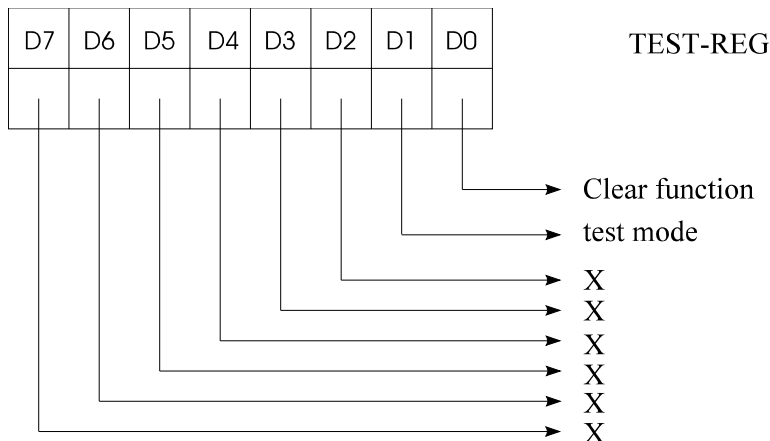 D7 D6 D5 D4 D3 D2 D1 D0 TEST-REG
Clear function
test mode
X
X
X
X
X
X